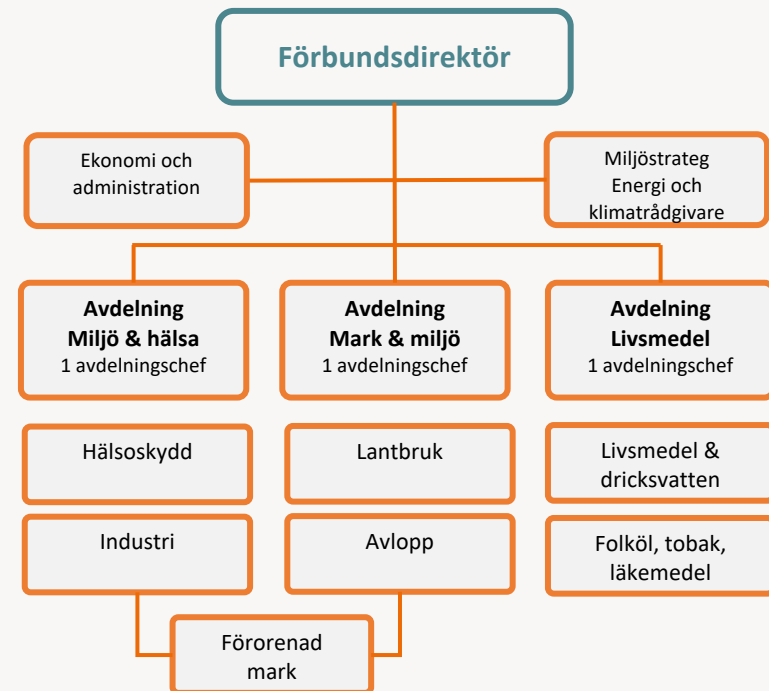 Förbundsdirektör
Ekonomi och
administration
Miljöstrateg
Energi och
klimatrådgivare
Avdelning
Miljö & hälsa
1 avdelningschef
Avdelning
Mark & miljö
1 avdelningschef
Avdelning
Livsmedel
1 avdelningschef
Hälsoskydd
Lantbruk
Livsmedel &
dricksvatten
Industri
Avlopp
Folköl, tobak,
läkemedel
Förorenad
mark